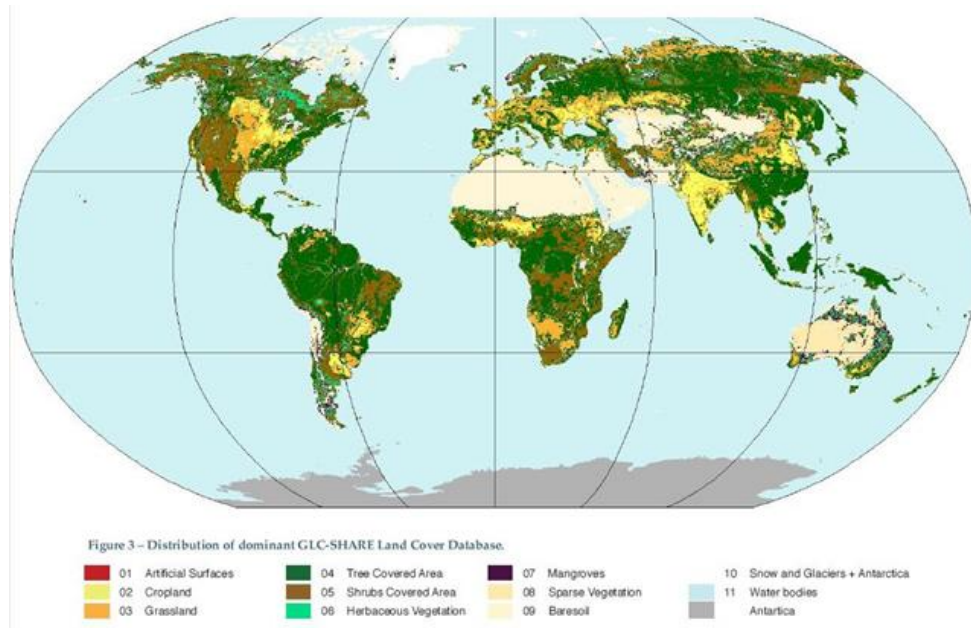 Figure 3 – Distribution of dominant GLC-SHARE Land Cover Database.
01 Artificial Surfaces
02 Cropland
03 Grassland
04 Tree Covered Area
05 Shrubs Covered Area
06 Herbaceous Vegetation
07 Mangroves
08 Sparse Vegetation
09 Baresoil
10 Snow and Glaciers + Antarctica
11 Water bodies
Antartica